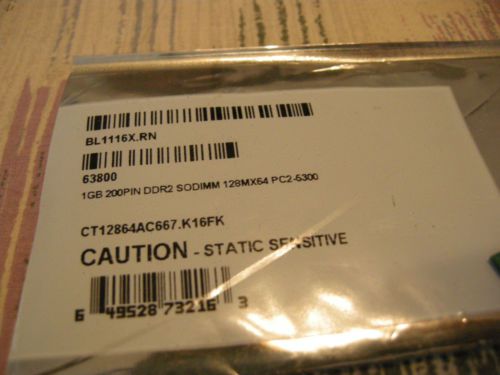 BL1116X.RN
63800
1GB 200PIN DDR2 SODIMM 128MX64 PC2-5300
CT12864AC667.K16FK
CAUTION - STATIC SENSITIVE
6 49528 73216 3